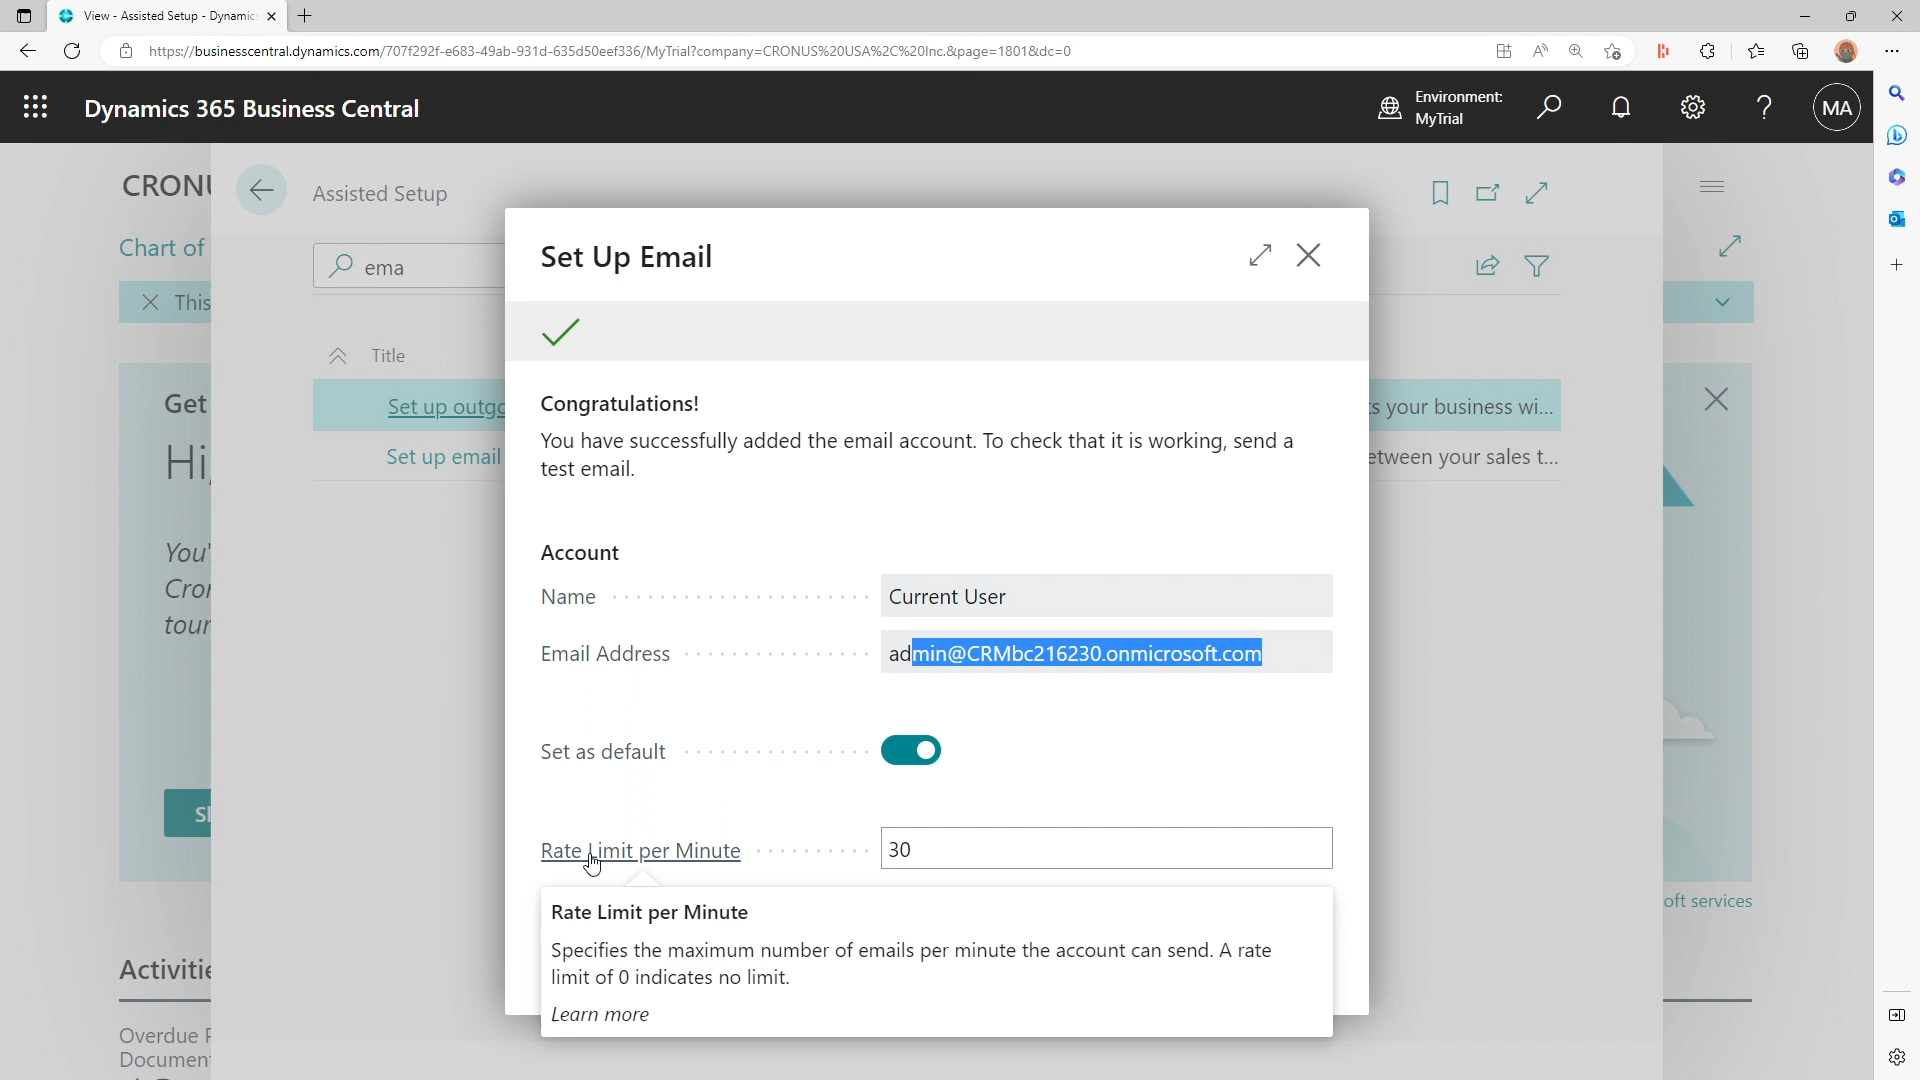 View - Assisted Setup - Dynamic
https://businesscentral.dynamics.com/707f292f-e683-49ab-931d-635d50eef336/MyTrial?company=CRONUS%20USA%2C%20Inc.&page=1801&dc=0
Dynamics 365 Business Central
Environment:
MyTrial
MA
CRONU
Assisted Setup
Chart of
ema
Set Up Email
This
Title
Get
Congratulations!
Set up outgo
s your business wi...
You have successfully added the email account. To check that it is working, send a
test email.
Hi,
Set up email
etween your sales t...
You'
Account
Cron
Name
Current User
tour
Email Address
admin@CRMbc216230.onmicrosoft.com
Set as default
Rate Limit per Minute
30
Rate Limit per Minute
oft services
Specifies the maximum number of emails per minute the account can send. A rate
limit of 0 indicates no limit.
Activitie
Learn more
Overdue P
Document